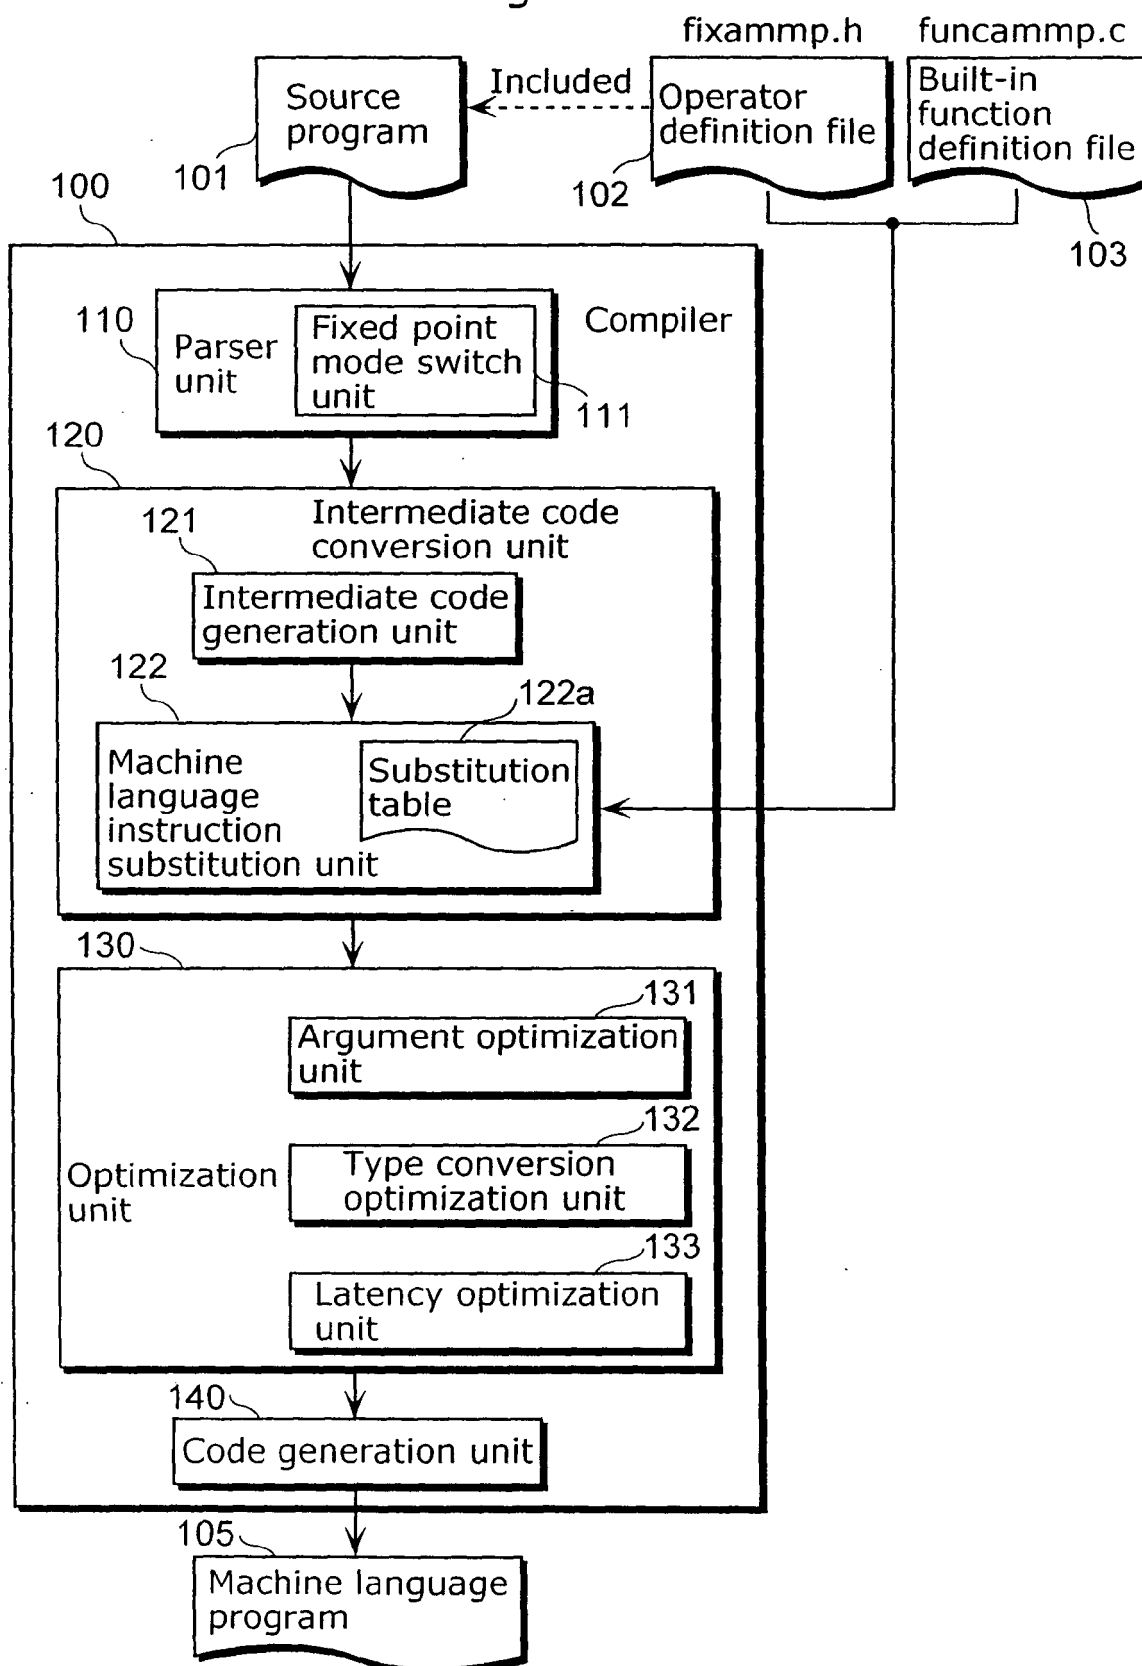 fixammp.h
funcammp.c
Source
program
Included
Operator
definition file
Built-in
function
definition file
101
102
103
100
110
Parser
unit
Fixed point
mode switch
unit
Compiler
111
120
121
Intermediate code
conversion unit
Intermediate code
generation unit
122
122a
Machine
language
instruction
substitution unit
Substitution
table
130
131
Argument optimization
unit
132
Optimization
unit
Type conversion
optimization unit
133
Latency optimization
unit
140
Code generation unit
105
Machine language
program